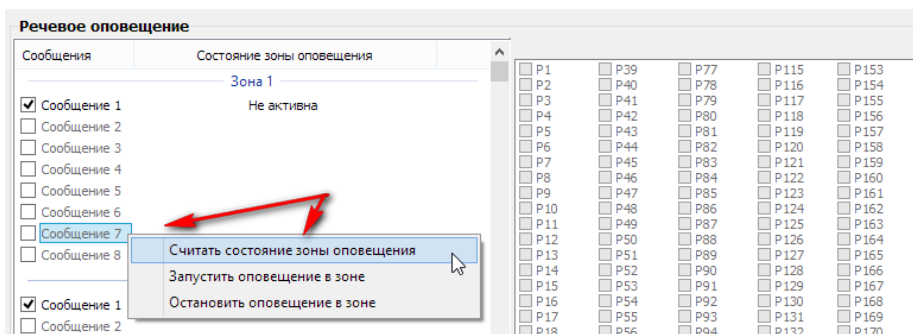 Речевое оповещение
Сообщения Состояние зоны оповещения
Зона 1
Сообщение 1 Не активна
Сообщение 2
Сообщение 3
Сообщение 4
Сообщение 5
Сообщение 6
Сообщение 7
Сообщение 8
Считать состояние зоны оповещения
Запустить оповещение в зоне
Остановить оповещение в зоне
Сообщение 1
Сообщение 2
P1 P39 P77 P115 P153
P2 P40 P78 P116 P154
P3 P41 P79 P117 P155
P4 P42 P80 P118 P156
P5 P43 P81 P119 P157
P6 P44 P82 P120 P158
P7 P45 P83 P121 P159
P8 P46 P84 P122 P160
P9 P47 P85 P123 P161
P10 P48 P86 P124 P162
P11 P49 P87 P125 P163
P12 P50 P88 P126 P164
P13 P51 P89 P127 P165
P14 P52 P90 P128 P166
P15 P53 P91 P129 P167
P16 P54 P92 P130 P168
P17 P55 P93 P131 P169
P18 P56 P94 P132 P170